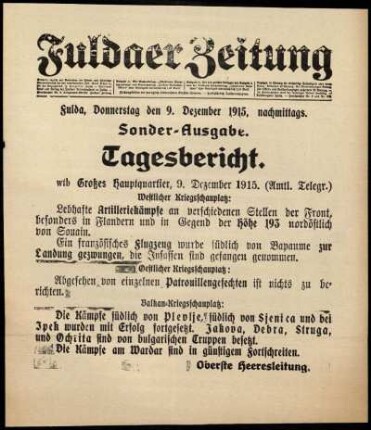 Fuldaer Zeitung
Fulda, Donnerstag den 9. Dezember 1915, nachmittags.
Sonder-Ausgabe.
Tagesbericht.
wtb Großes Hauptquartier, 9. Dezember 1915. (Amtl. Telegr.)
Westlicher Kriegsschauplatz:
Lebhafte Artilleriekämpfe an verschiedenen Stellen der Front,
besonders in Flandern und in Gegend der Höhe 193 nordöstlich
von Souain.
Ein französisches Flugzeug wurde südlich von Bapaume zur
Landung gezwungen, die Insassen sind gefangen genommen.
Oestlicher Kriegsschauplatz:
Abgesehen von einzelnen Patrouillengefechten ist nichts zu be-
richten.
Balkan-Kriegsschauplatz:
Die Kämpfe südlich von Plevlje, südlich von Sjenica und bei
Ipek wurden mit Erfolg fortgesetzt. Jakova, Debra, Struga,
und Ochrita sind von bulgarischen Truppen besetzt.
Die Kämpfe am Wardar sind in günstigem Fortschreiten.
Oberste Heeresleitung.